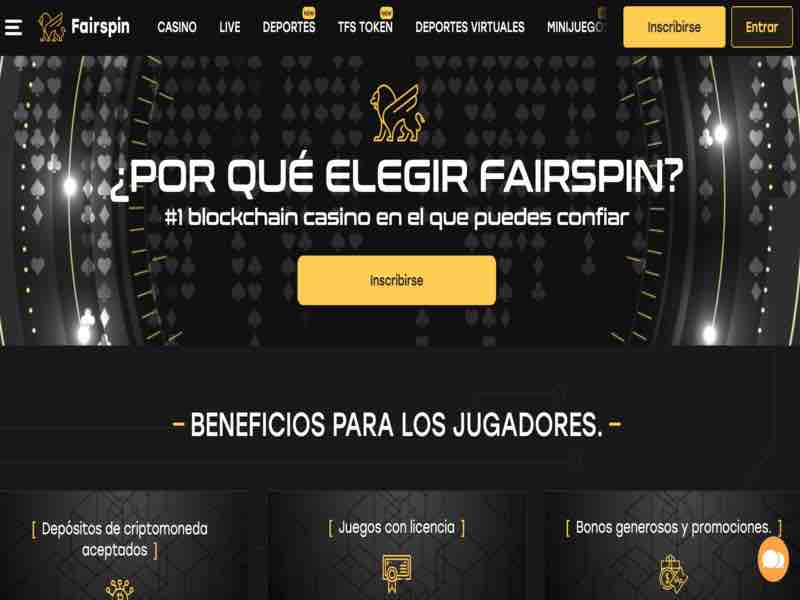 Fairspin
CASINO
LIVE
DEPORTES
NEW
TFS TOKEN
NEW
DEPORTES VIRTUALES
MINIJUEGO
Inscribirse
Entrar
¿POR QUÉ ELEGIR FAIRSPIN?
#1 blockchain casino en el que puedes confiar
Inscribirse
– BENEFICIOS PARA LOS JUGADORES. –
[ Depósitos de criptomoneda
aceptados ]
[ Juegos con licencia ]
[ Bonos generosos y promociones. ]